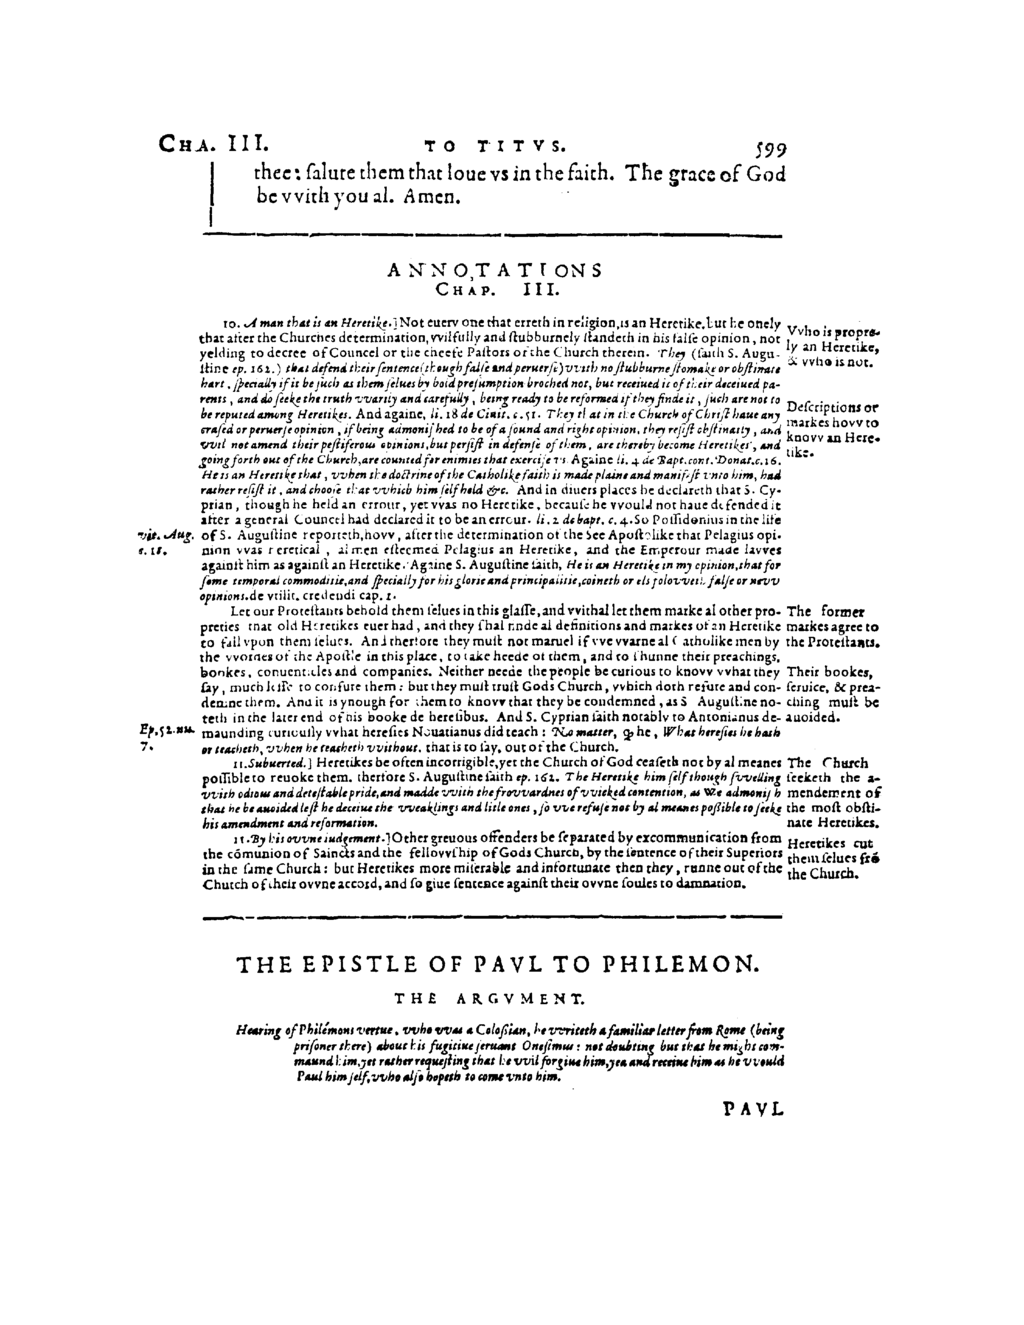 CHA. III. TO TITVS. 599
thee: ſalute them that loue vs in the faith. The grace of God
be vvith you al. Amen.
ANNOTATIONS
CHAP. III.
10. A man that is an Heretike.] Not euery one that erreth in religion, is an Heretike, but he onely
that after the Churches determination, vvilfully and ſtubburnely ſtandeth in his falſe opinion, not
yelding to decree of Councel or the cheefe Paſtors of the Church therein. They (ſaith S. Augu-
ſtine ep. 162.) that defend their ſentence (though falſe and peruerſe) vvith no ſtubburne ſtomake or obſtinate
hart, ſpecially if it be ſuch as them ſelues by bold preſumption broched not, but receiued it of their deceiued pa-
rents, and do ſeeke the truth vvarily and carefully, being ready to be reformed if they finde it, ſuch are not to
be reputed among Heretikes. And againe, li. 18 de Ciuit. c. 51. They that in the Church of Chriſt haue any
craſed or peruerſe opinion, if being admoniſhed to be of a ſound and right opinion, they reſiſt obſtinatly, and
vvil not amend their peſtiferous opinions, but perſiſt in defenſe of them, are thereby become Heretikes, and
going forth out of the Church, are counted for enimies that exerciſe vs. Againe li. 4 de Bapt. cont. Donat. c. 16.
He is an Heretike that, vvhen the doctrine of the Catholike faith is made plaine and manifeſt vnto him, had
rather reſiſt it, and chooſe that vvhich him ſelf held &c. And in diuers places he declareth that S. Cy-
prian, though he held an errour, yet vvas no Heretike, becauſe he vvould not haue defended it
after a general Councel had declared it to be an errour. li. 2 de bapt. c. 4. So Poſſidonius in the life
of S. Auguſtine reporteth, hovv, after the determination of the See Apoſtolike that Pelagius opi-
nion vvas heretical, al men eſteemed Pelagius an Heretike, and the Emperour made lavves
againſt him as againſt an Heretike. Againe S. Auguſtine ſaith, He is an Heretike in my opinion, that for
ſome temporal commoditie, and ſpecially for his glorie and principalitie, coineth or els folovveth falſe or nevv
opinions. de vtilit. credendi cap. 1.
Let our Proteſtants behold them ſelues in this glaſſe, and vvithal let them marke al other pro-
preties that old Heretikes euer had, and they ſhal finde al definitions and markes of an Heretike
to fall vpon them ſelues. And therfore they muſt not maruel if vve vvarne al Catholike men by
the vvordes of the Apoſtle in this place, to take heede of them, and to ſhunne their preachings,
bookes, conuenticles and companies. Neither neede the people be curious to knovv vvhat they
ſay, much leſſe to confute them: but they muſt truſt Gods Church, vvhich doth refute and con-
demne them. And it is ynough for them to knovv that they be condemned, as S. Auguſtine no-
teth in the later end of his booke de hereſibus. And S. Cyprian ſaith notably to Antonianus de-
maunding curiouſly vvhat hereſies Nouatianus did teach: No matter, q he, What hereſies he hath
or teacheth, vvhen he teacheth vvithout. that is to ſay, out of the Church.
11. Subuerted.] Heretikes be often incorrigible, yet the Church of God ceaſeth not by al meanes
poſſible to reuoke them. therfore S. Auguſtine ſaith ep. 162. The Heretike him ſelf though ſvvelling
vvith odious and deteſtable pride, and madde vvith the frovvardnes of vvicked contention, as We admoniſh
that he be auoided leſt he deceiue the vveaklings and litle ones, ſo vve refuſe not by al meanes poſſible to ſeeke
his amendment and reformation.
11. By his ovvne iudgement.] Other greuous offenders be ſeparated by excommunication from
the cōmunion of Saincts and the fellovvſhip of Gods Church, by the ſentence of their Superiors
in the ſame Church: but Heretikes more miſerable and infortunate then they, runne out of the
Church of their ovvne accord, and ſo giue ſentence againſt their ovvne ſoules to damnation.
Vvho is propre-
ly an Heretike,
& vvho is not.
Deſcriptions or
markes hovv to
knovv an Here-
tike.
vit. Aug.
c. 18.
The former
markes agree to
the Proteſtants.
Their bookes,
ſeruice, & prea-
ching muſt be
auoided.
Ep. 52. nu.
7.
The Church
ſeeketh the a-
mendement of
the moſt obſti-
nate Heretikes.
Heretikes cut
them ſelues frō
the Church.
THE EPISTLE OF PAVL TO PHILEMON.
THE ARGVMENT.
Hearing of Philémons vertue, vvho vvas a Coloſsian, he vvriteth a familiar letter from Rome (being
priſoner there) about his fugitiue ſeruant Oneſimus: not doubting but that he might com-
maund him, yet rather requeſting that he vvil forgiue him, yea and receiue him as he vvould
Paul him ſelf, vvho alſo hopeth to come vnto him.
PAVL